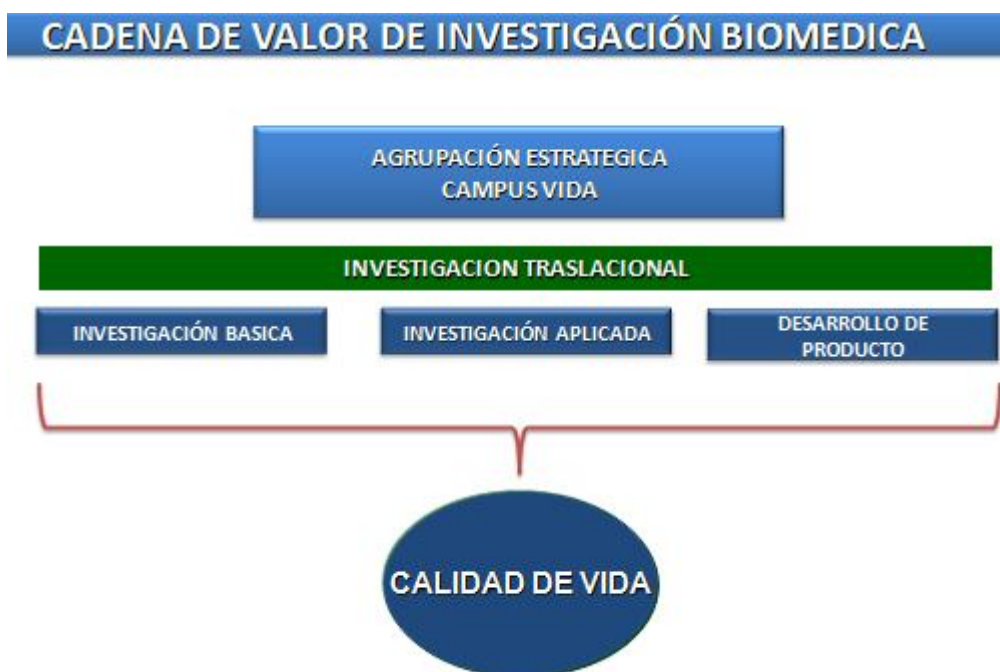 CADENA DE VALOR DE INVESTIGACIÓN BIOMEDICA
AGRUPACIÓN ESTRATEGICA
CAMPUS VIDA
INVESTIGACION TRASLACIONAL
INVESTIGACIÓN BASICA
INVESTIGACIÓN APLICADA
DESARROLLO DE
PRODUCTO
CALIDAD DE VIDA